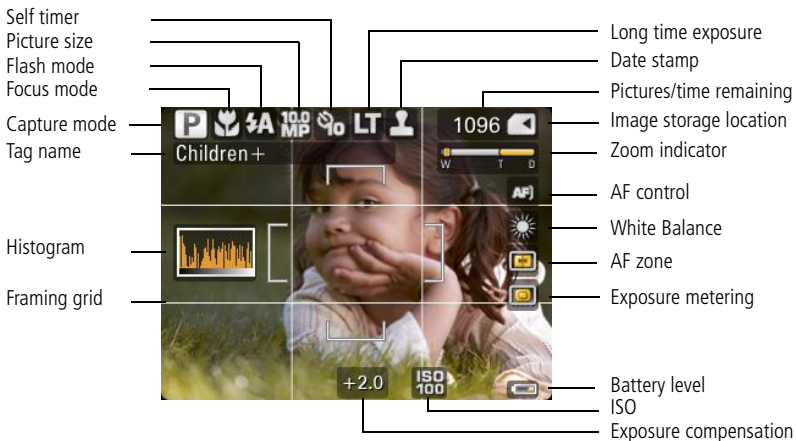 Self timer
Picture size
Flash mode
Focus mode
Capture mode
Tag name
Histogram
Framing grid
Long time exposure
Date stamp
Pictures/time remaining
Image storage location
Zoom indicator
AF control
White Balance
AF zone
Exposure metering
Battery level
ISO
Exposure compensation
P A 10.0 MP 10 LT 1096
Children+
W T D
AF
+2.0 ISO 100